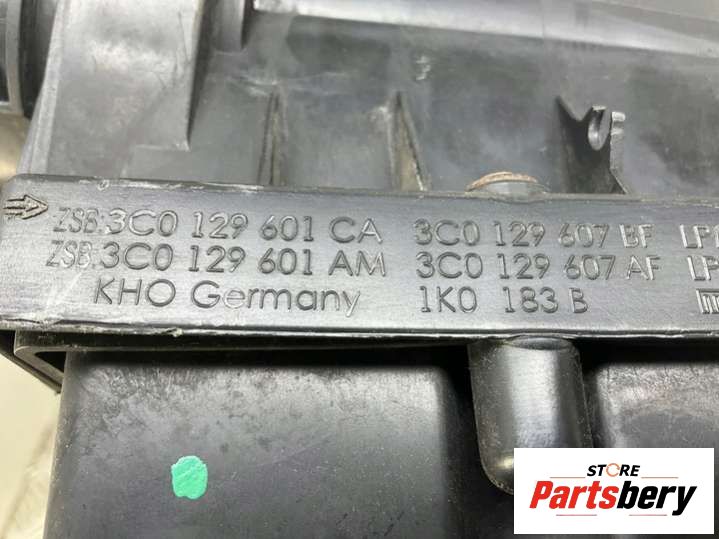 ZSB:3C0 129 601 CA 3C0 129 607 BF
ZSB:3C0 129 601 AM 3C0 129 607 AF
KHO Germany 1K0 183 B
STORE
Partsbery